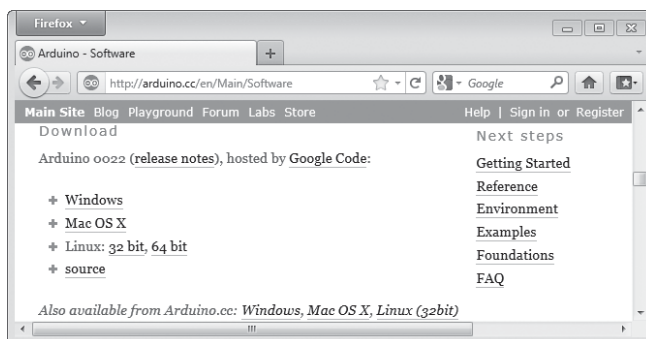 Firefox
Arduino - Software
http://arduino.cc/en/Main/Software
Google
Main Site Blog Playground Forum Labs Store
Help | Sign in or Register
Download
Arduino 0022 (release notes), hosted by Google Code:
Windows
Mac OS X
Linux: 32 bit, 64 bit
source
Also available from Arduino.cc: Windows, Mac OS X, Linux (32bit)
Next steps
Getting Started
Reference
Environment
Examples
Foundations
FAQ